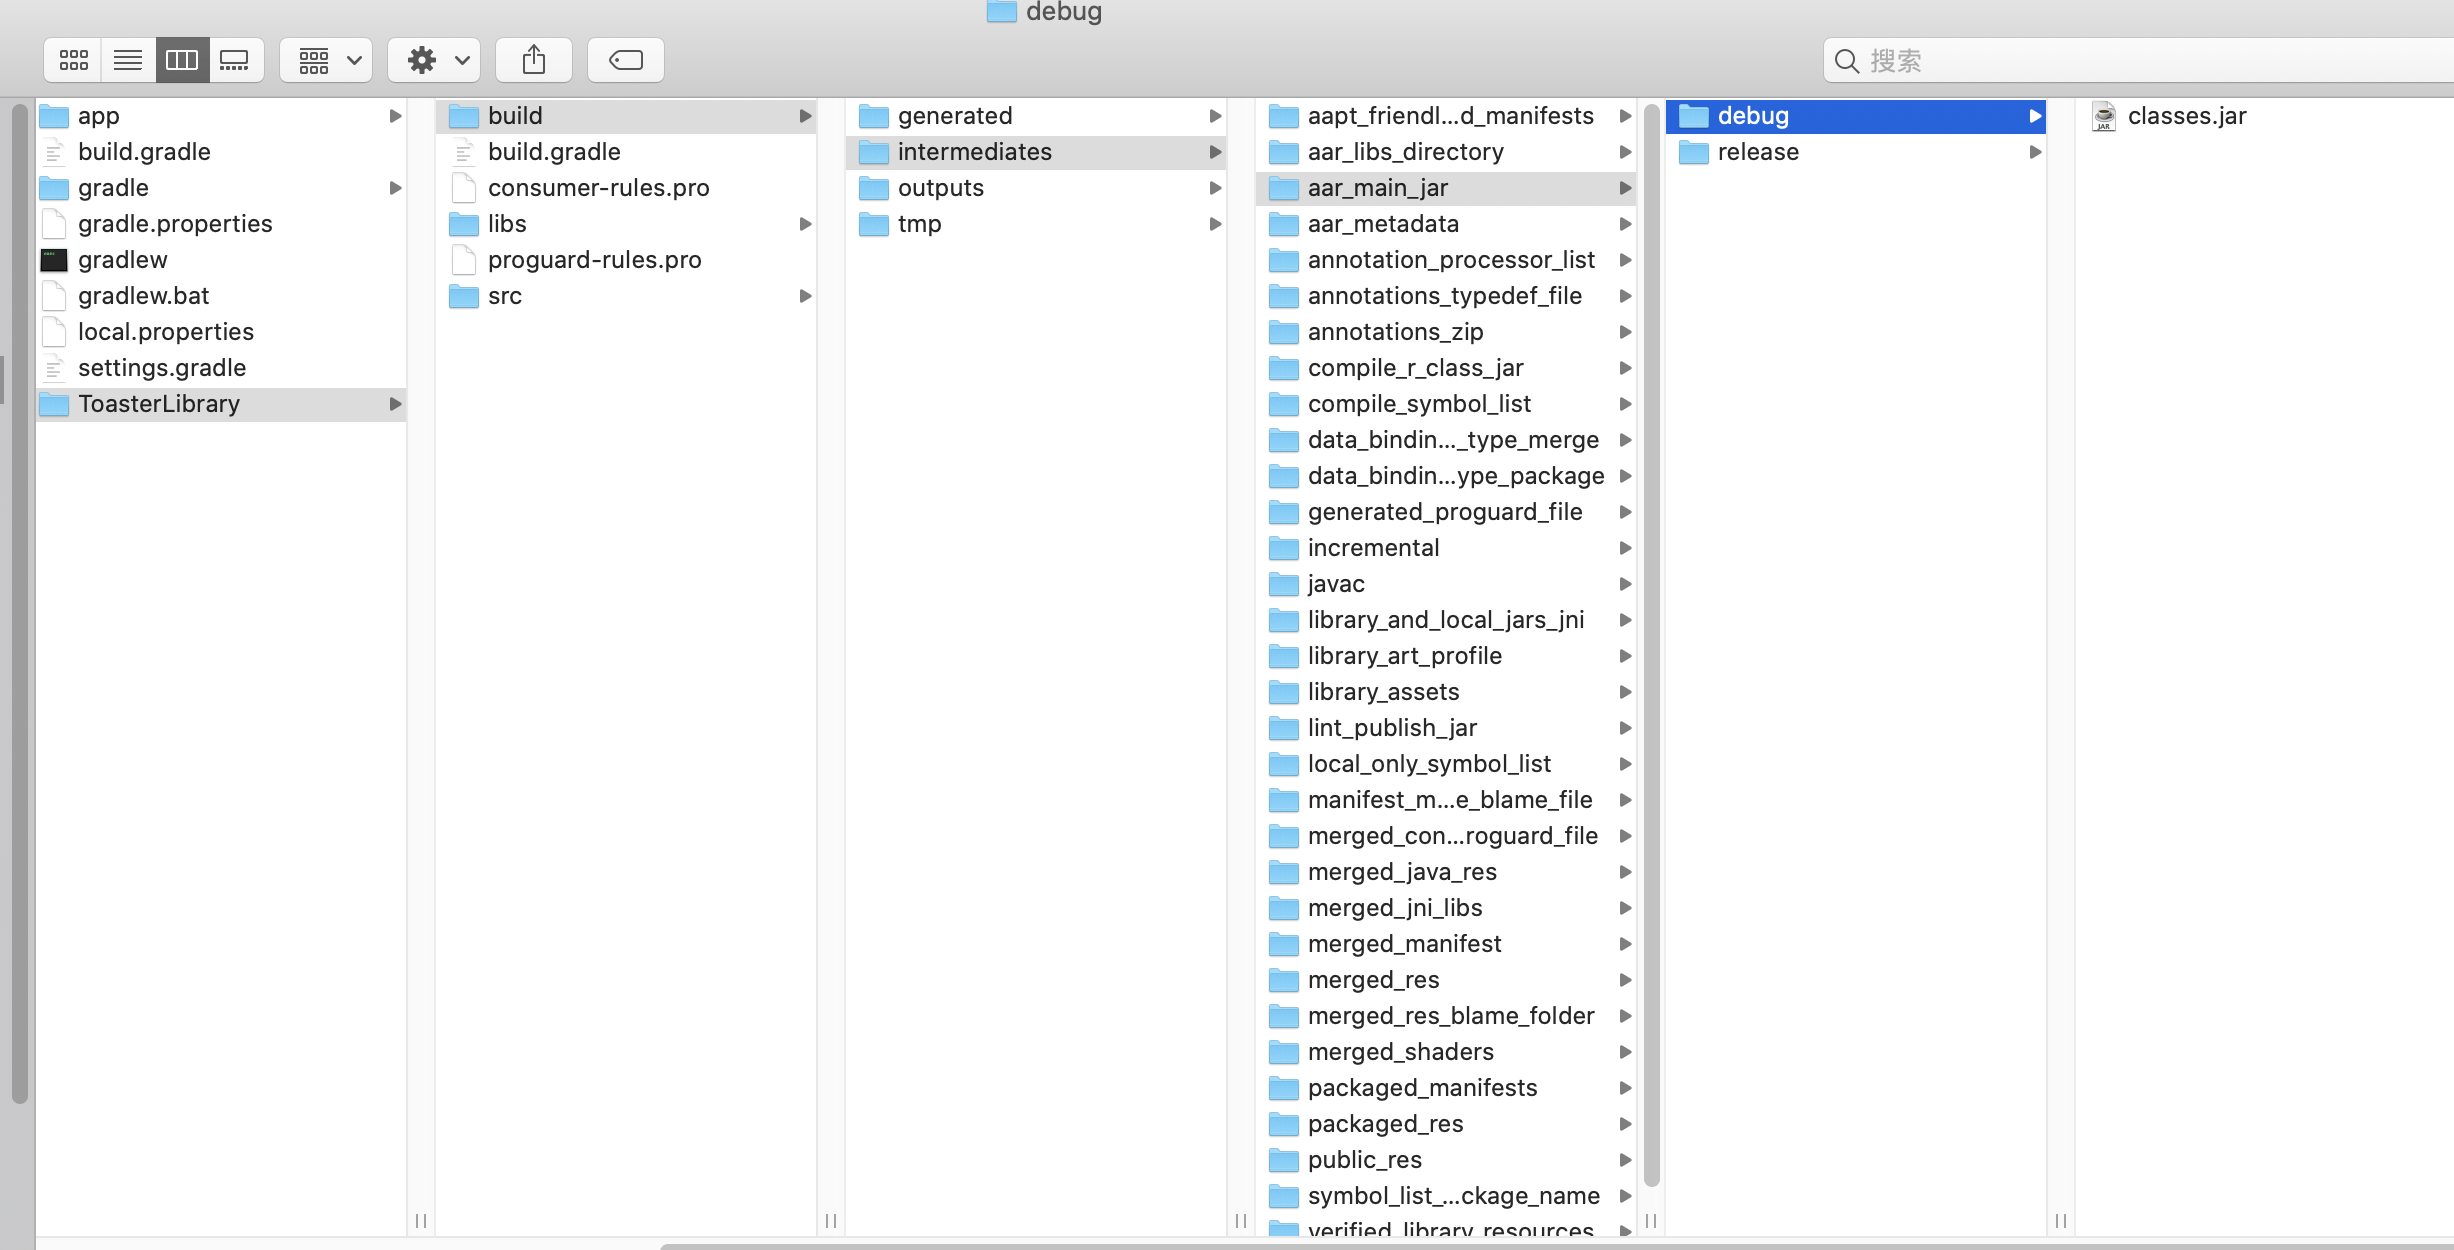 debug
搜索
app
build.gradle
gradle
gradle.properties
gradlew
gradlew.bat
local.properties
settings.gradle
ToasterLibrary
build
build.gradle
consumer-rules.pro
libs
proguard-rules.pro
src
generated
intermediates
outputs
tmp
aapt_friendl...d_manifests
aar_libs_directory
aar_main_jar
aar_metadata
annotation_processor_list
annotations_typedef_file
annotations_zip
compile_r_class_jar
compile_symbol_list
data_bindin..._type_merge
data_bindin...ype_package
generated_proguard_file
incremental
javac
library_and_local_jars_jni
library_art_profile
library_assets
lint_publish_jar
local_only_symbol_list
manifest_m...e_blame_file
merged_con...roguard_file
merged_java_res
merged_jni_libs
merged_manifest
merged_res
merged_res_blame_folder
merged_shaders
packaged_manifests
packaged_res
public_res
symbol_list_...ckage_name
verified_library_resources
debug
release
JAR
classes.jar